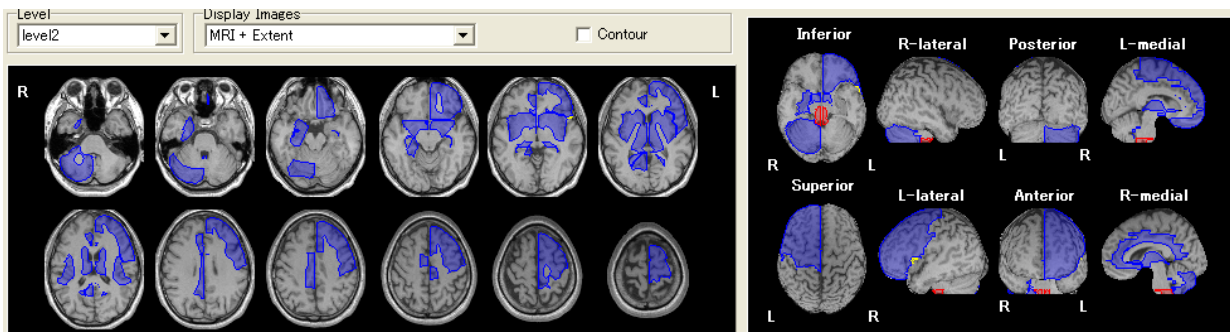 Level
Display Images
level2
MRI + Extent
Contour
R
L
Inferior
R-lateral
Posterior
L-medial
R
L
L
R
Superior
L-lateral
Anterior
R-medial
R
L
R
L